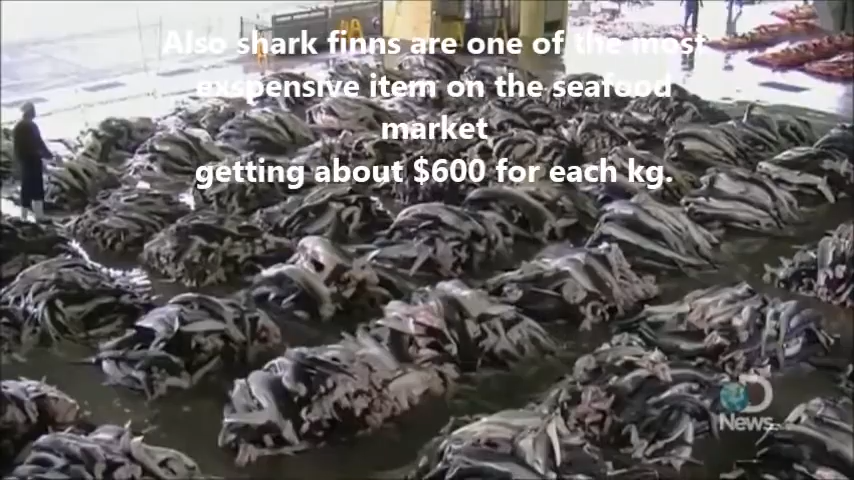 Also shark finns are one of the most
exspensive item on the seafood
market
getting about $600 for each kg.
D
News